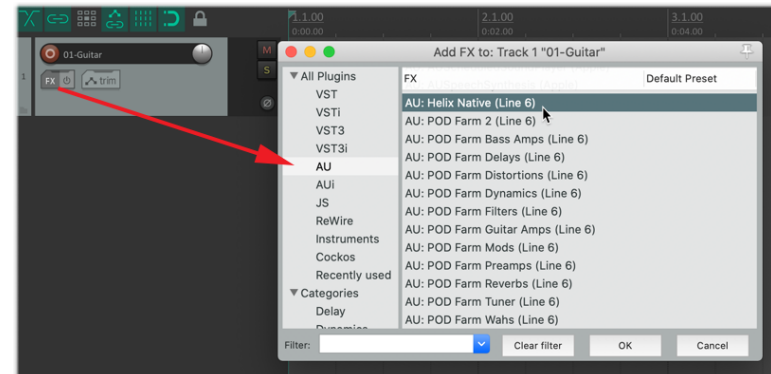 1.1.00
0:00.00
2.1.00
0:02.00
3.1.00
0:04.00
01-Guitar
M
S
1
FX
trim
Add FX to: Track 1 "01-Guitar"
All Plugins
VST
VSTi
VST3
VST3i
AU
AUi
JS
ReWire
Instruments
Cockos
Recently used
Categories
Delay
Dynamics
FX
Default Preset
AU: Helix Native (Line 6)
AU: POD Farm 2 (Line 6)
AU: POD Farm Bass Amps (Line 6)
AU: POD Farm Delays (Line 6)
AU: POD Farm Distortions (Line 6)
AU: POD Farm Dynamics (Line 6)
AU: POD Farm Filters (Line 6)
AU: POD Farm Guitar Amps (Line 6)
AU: POD Farm Mods (Line 6)
AU: POD Farm Preamps (Line 6)
AU: POD Farm Reverbs (Line 6)
AU: POD Farm Tuner (Line 6)
AU: POD Farm Wahs (Line 6)
Filter:
Clear filter
OK
Cancel